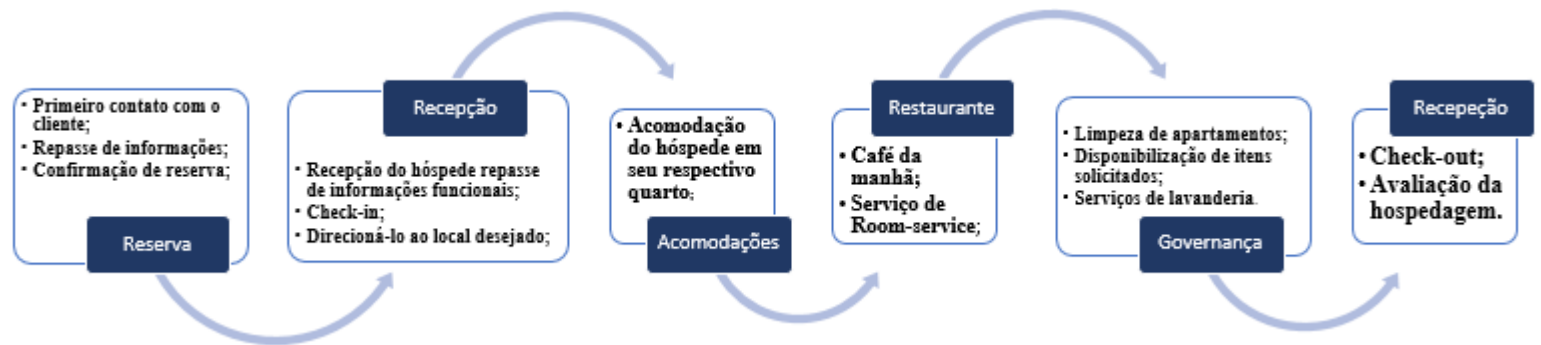 • Primeiro contato com o
cliente;
• Repasse de informações;
• Confirmação de reserva;
Reserva
Recepção
• Recepção do hóspede repasse
de informações funcionais;
• Check-in;
• Direcioná-lo ao local desejado;
• Acomodação
do hóspede em
seu respectivo
quarto;
Acomodações
Restaurante
• Café da
manhã;
• Serviço de
Room-service;
• Limpeza de apartamentos;
• Disponibilização de itens
solicitados;
• Serviços de lavanderia.
Governança
Recepeção
• Check-out;
• Avaliação da
hospedagem.